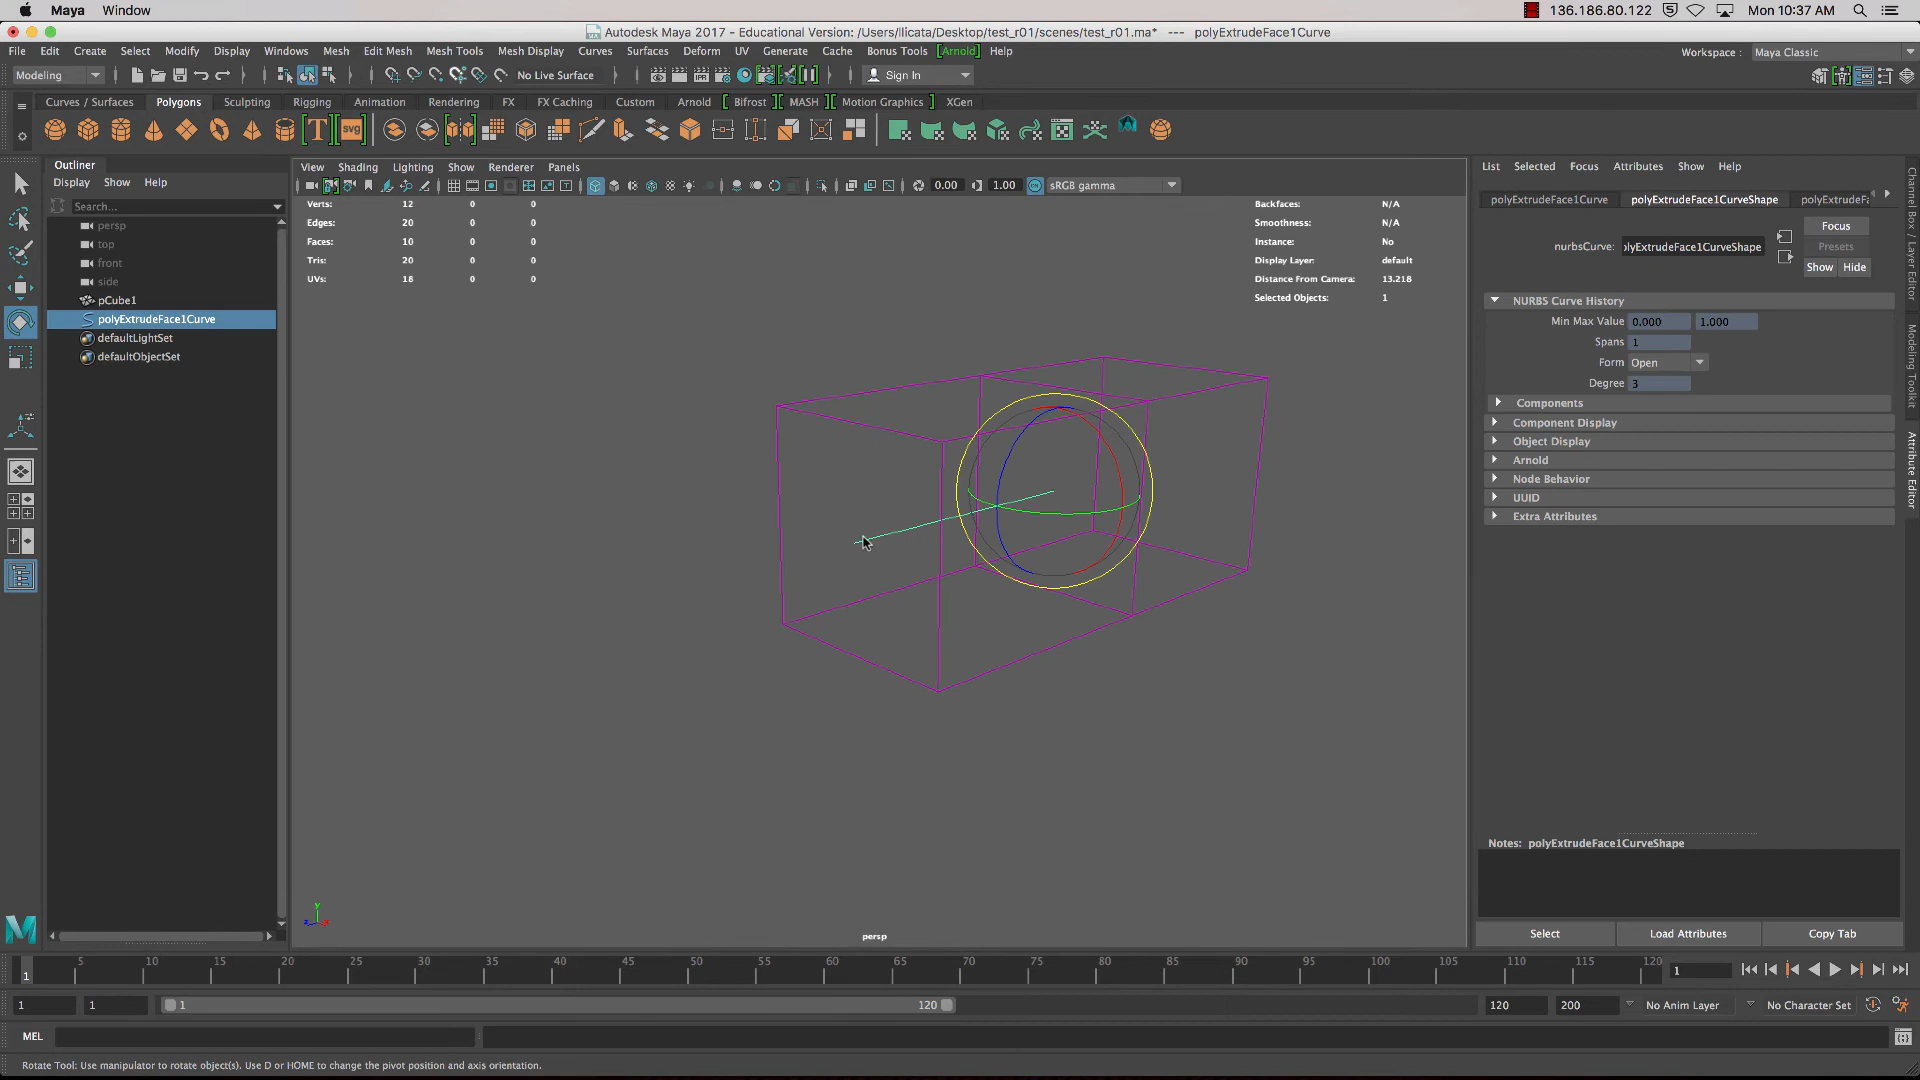 Maya Window 136.186.80.122 Mon 10:37 AM
Autodesk Maya 2017 - Educational Version: /Users/llicata/Desktop/test_r01/scenes/test_r01.ma* --- polyExtrudeFace1Curve
File Edit Create Select Modify Display Windows Mesh Edit Mesh Mesh Tools Mesh Display Curves Surfaces Deform UV Generate Cache Bonus Tools [Arnold] Help Workspace : Maya Classic
Modeling No Live Surface Sign In
Curves / Surfaces Polygons Sculpting Rigging Animation Rendering FX FX Caching Custom Arnold [ Bifrost ] [ MASH ] [ Motion Graphics ] XGen
T svg
Outliner
Display Show Help
Search...
persp
top
front
side
pCube1
polyExtrudeFace1Curve
defaultLightSet
defaultObjectSet
View Shading Lighting Show Renderer Panels
0.00 1.00 sRGB gamma
Verts: 12 0 0 Backfaces: N/A
Edges: 20 0 0 Smoothness: N/A
Faces: 10 0 0 Instance: No
Tris: 20 0 0 Display Layer: default
UVs: 18 0 0 Distance From Camera: 13.218
Selected Objects: 1
y
z x
persp
List Selected Focus Attributes Show Help
polyExtrudeFace1Curve polyExtrudeFace1CurveShape polyExtrudeFa
Focus
nurbsCurve: olyExtrudeFace1CurveShape Presets
Show Hide
NURBS Curve History
Min Max Value 0.000 1.000
Spans 1
Form Open
Degree 3
Components
Component Display
Object Display
Arnold
Node Behavior
UUID
Extra Attributes
Notes: polyExtrudeFace1CurveShape
Select Load Attributes Copy Tab
Channel Box / Layer Editor
Modeling Toolkit
Attribute Editor
1 5 10 15 20 25 30 35 40 45 50 55 60 65 70 75 80 85 90 95 100 105 110 115 120 1
1 1 1 120 120 200 No Anim Layer No Character Set
MEL
Rotate Tool: Use manipulator to rotate object(s). Use D or HOME to change the pivot position and axis orientation.